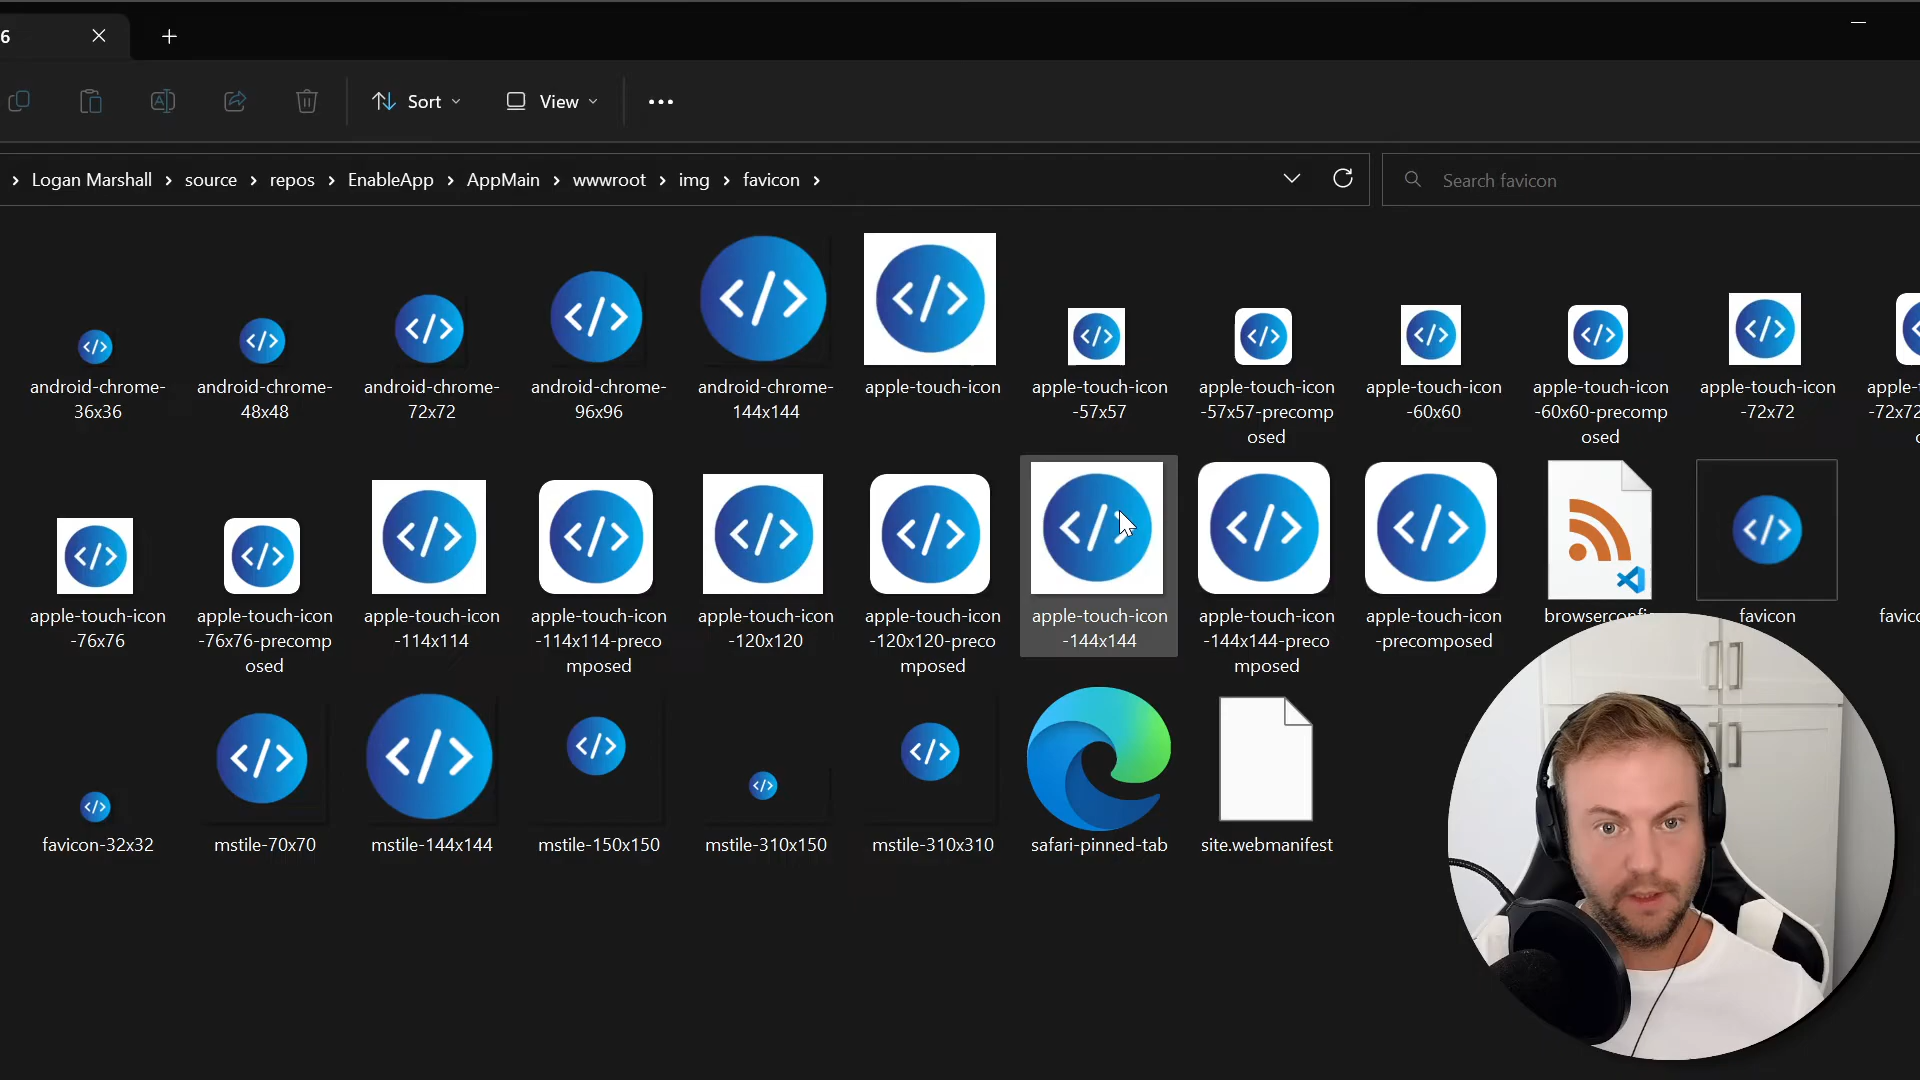 6
Sort
View
Logan Marshall > source > repos > EnableApp > AppMain > wwwroot > img > favicon >
Search favicon
android-chrome-
36x36
android-chrome-
48x48
android-chrome-
72x72
android-chrome-
96x96
android-chrome-
144x144
apple-touch-icon
apple-touch-icon
-57x57
apple-touch-icon
-57x57-precomp
osed
apple-touch-icon
-60x60
apple-touch-icon
-60x60-precomp
osed
apple-touch-icon
-72x72
apple-touch-icon
-76x76
apple-touch-icon
-76x76-precomp
osed
apple-touch-icon
-114x114
apple-touch-icon
-114x114-preco
mposed
apple-touch-icon
-120x120
apple-touch-icon
-120x120-preco
mposed
apple-touch-icon
-144x144
apple-touch-icon
-144x144-preco
mposed
apple-touch-icon
-precomposed
favicon
favicon-32x32
mstile-70x70
mstile-144x144
mstile-150x150
mstile-310x150
mstile-310x310
safari-pinned-tab
site.webmanifest